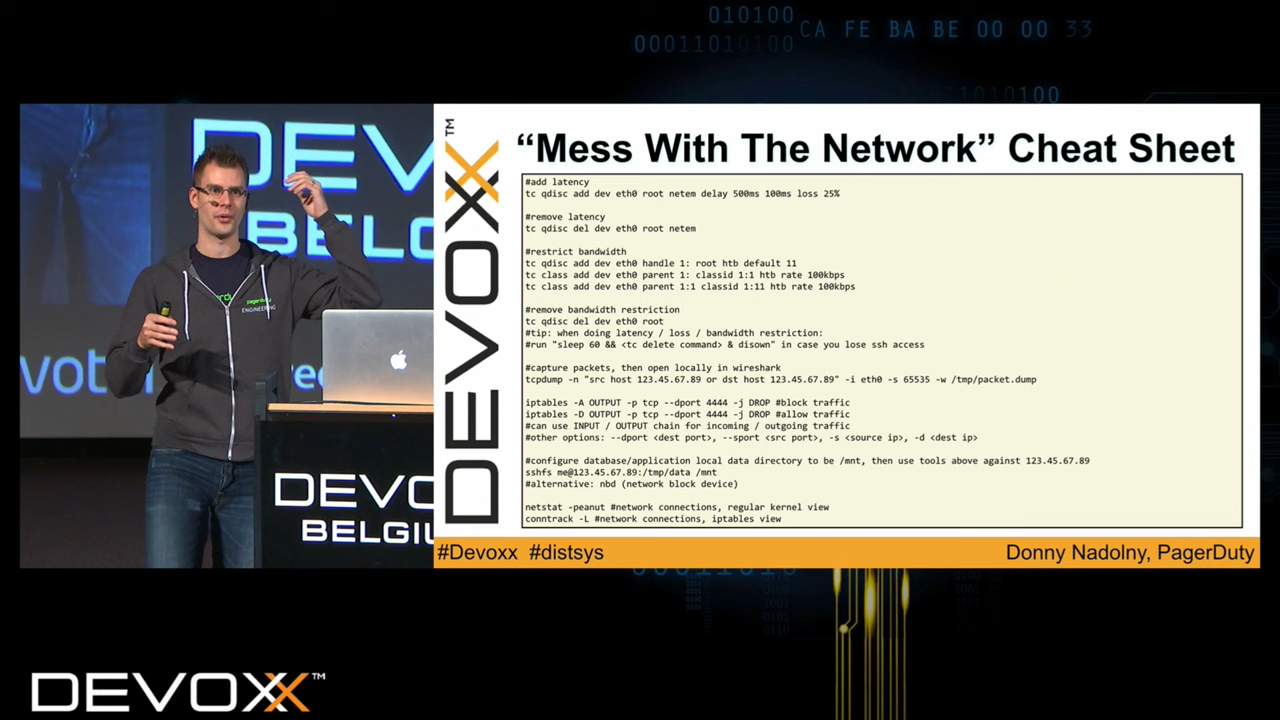 010100
00011010100
CA FE BA BE 00 00 33
1010100
DEVO
BELG
pagerduty
ENGINEERING
DEVO
BELGIU
DEVOXX™
“Mess With The Network” Cheat Sheet
#add latency
tc qdisc add dev eth0 root netem delay 500ms 100ms loss 25%
#remove latency
tc qdisc del dev eth0 root netem
#restrict bandwidth
tc qdisc add dev eth0 handle 1: root htb default 11
tc class add dev eth0 parent 1: classid 1:1 htb rate 100kbps
tc class add dev eth0 parent 1:1 classid 1:11 htb rate 100kbps
#remove bandwidth restriction
tc qdisc del dev eth0 root
#tip: when doing latency / loss / bandwidth restriction:
#run "sleep 60 && <tc delete command> & disown" in case you lose ssh access
#capture packets, then open locally in wireshark
tcpdump -n "src host 123.45.67.89 or dst host 123.45.67.89" -i eth0 -s 65535 -w /tmp/packet.dump
iptables -A OUTPUT -p tcp --dport 4444 -j DROP #block traffic
iptables -D OUTPUT -p tcp --dport 4444 -j DROP #allow traffic
#can use INPUT / OUTPUT chain for incoming / outgoing traffic
#other options: --dport <dest port>, --sport <src port>, -s <source ip>, -d <dest ip>
#configure database/application local data directory to be /mnt, then use tools above against 123.45.67.89
sshfs me@123.45.67.89:/tmp/data /mnt
#alternative: nbd (network block device)
netstat -peanut #network connections, regular kernel view
conntrack -L #network connections, iptables view
#Devoxx #distsys
Donny Nadolny, PagerDuty
DEVOXX™